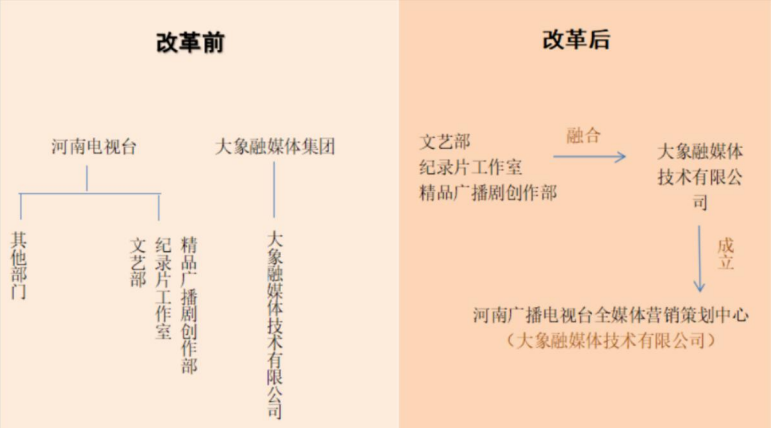 改革前
河南电视台
大象融媒体集团
其他部门
文艺部
纪录片工作室
精品广播剧创作部
大象融媒体技术有限公司
改革后
文艺部
纪录片工作室
精品广播剧创作部
融合
大象融媒体
技术有限公
司
成立
河南广播电视台全媒体营销策划中心
（大象融媒体技术有限公司）